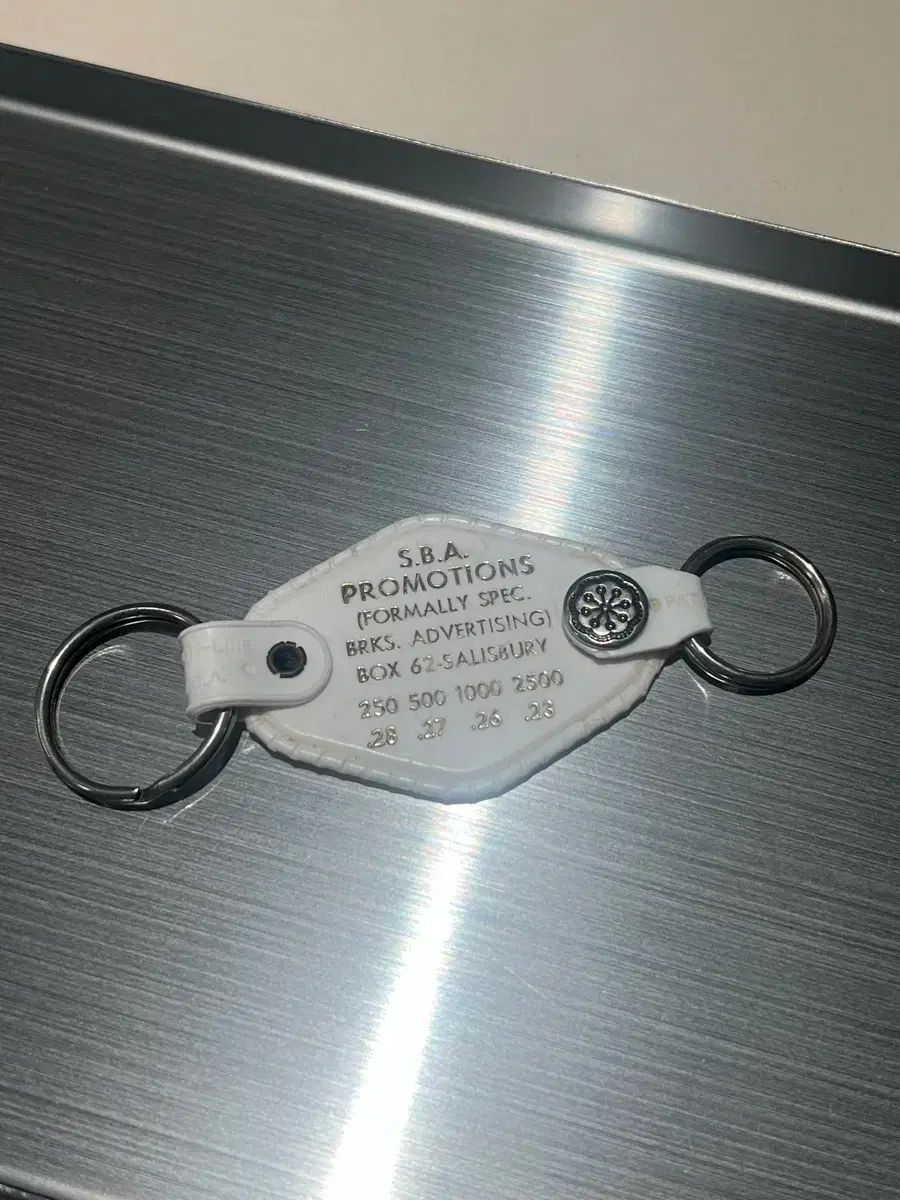 S.B.A.
PROMOTIONS
(FORMALLY SPEC.
BRKS. ADVERTISING)
BOX 62-SALISBURY
250 500 1000 2500
.28 .27 .26 .23